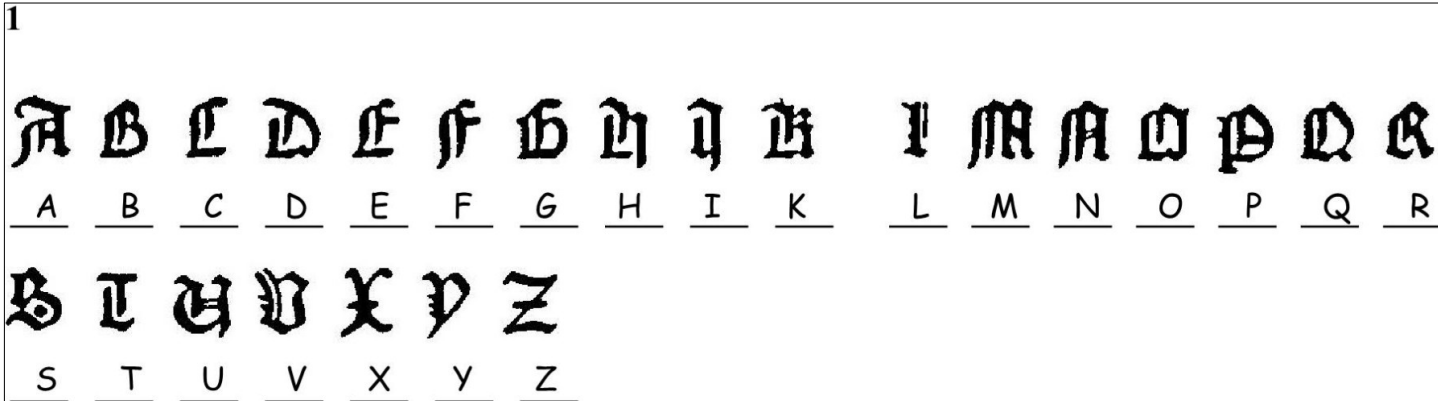 1
A B C D E F G H I K L M N O P Q R
A B C D E F G H I K L M N O P Q R
S T U V X Y Z
S T U V X Y Z